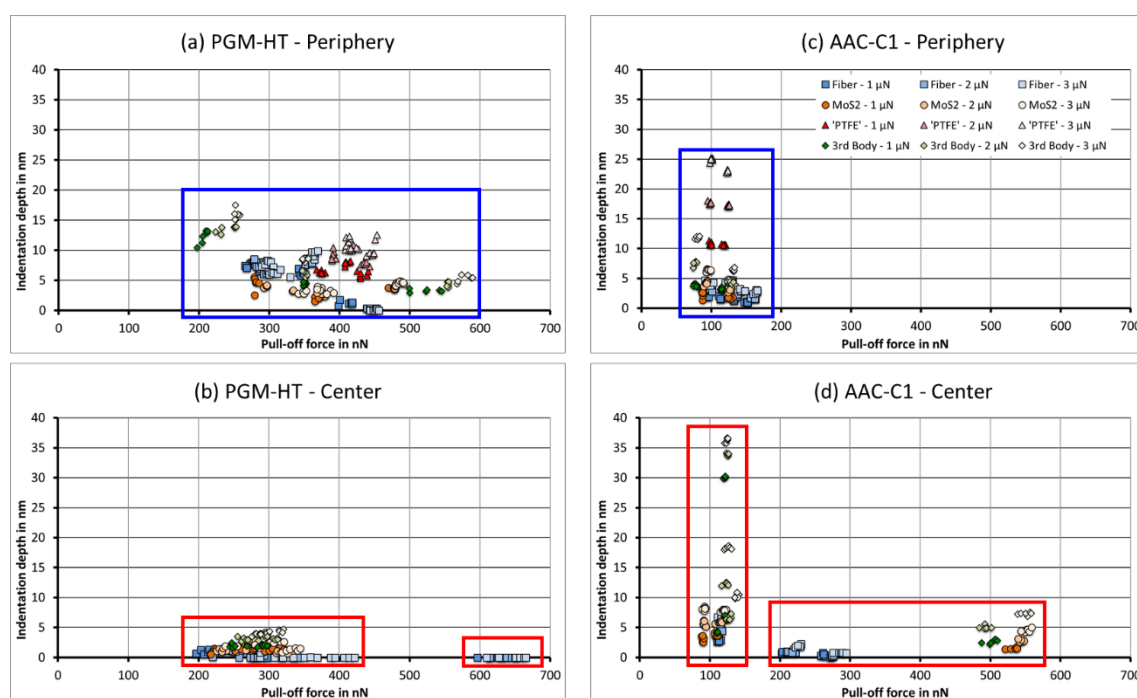 (a) PGM-HT - Periphery
40
35
30
25
20
15
10
5
0
Indentation depth in nm
0 100 200 300 400 500 600 700
Pull-off force in nN
(c) AAC-C1 - Periphery
40
35
30
25
20
15
10
5
0
Indentation depth in nm
Fiber - 1 µN Fiber - 2 µN Fiber - 3 µN
MoS2 - 1 µN MoS2 - 2 µN MoS2 - 3 µN
'PTFE' - 1 µN 'PTFE' - 2 µN 'PTFE' - 3 µN
3rd Body - 1 µN 3rd Body - 2 µN 3rd Body - 3 µN
0 100 200 300 400 500 600 700
Pull-off force in nN
(b) PGM-HT - Center
40
35
30
25
20
15
10
5
0
Indentation depth in nm
0 100 200 300 400 500 600 700
Pull-off force in nN
(d) AAC-C1 - Center
40
35
30
25
20
15
10
5
0
Indentation depth in nm
0 100 200 300 400 500 600 700
Pull-off force in nN